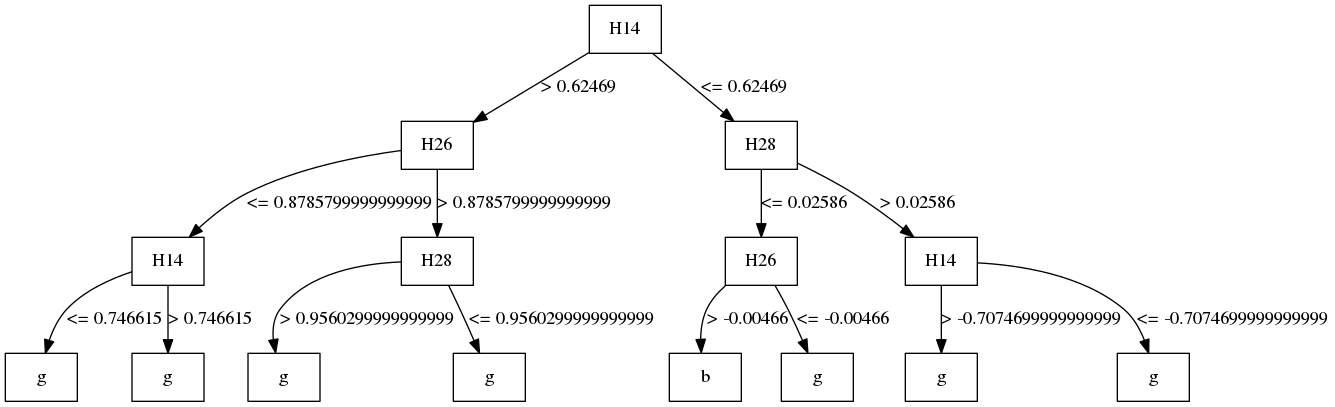 H14
> 0.62469
<= 0.62469
H26
H28
<= 0.8785799999999999
> 0.8785799999999999
<= 0.02586
> 0.02586
H14
H28
H26
H14
<= 0.746615
> 0.746615
> 0.9560299999999999
<= 0.9560299999999999
> -0.00466
<= -0.00466
> -0.7074699999999999
<= -0.7074699999999999
g
g
g
g
b
g
g
g